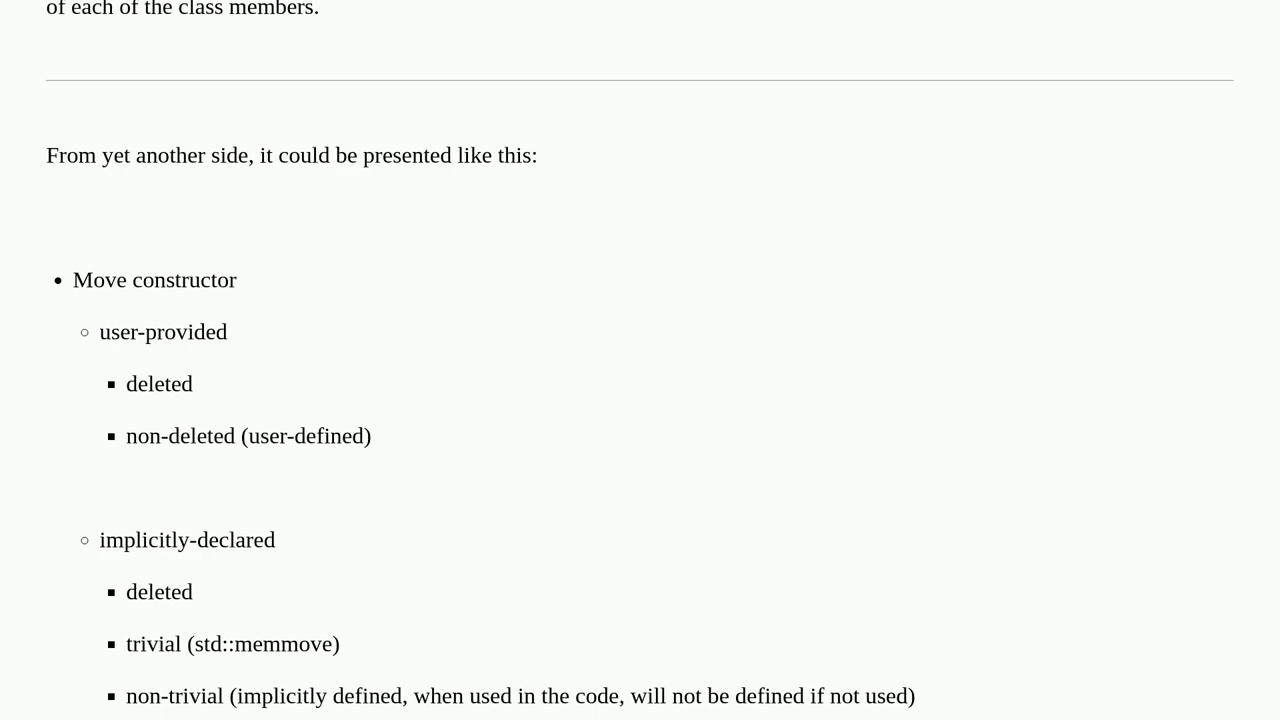 of each of the class members.
From yet another side, it could be presented like this:
Move constructor
user-provided
deleted
non-deleted (user-defined)
implicitly-declared
deleted
trivial (std::memmove)
non-trivial (implicitly defined, when used in the code, will not be defined if not used)